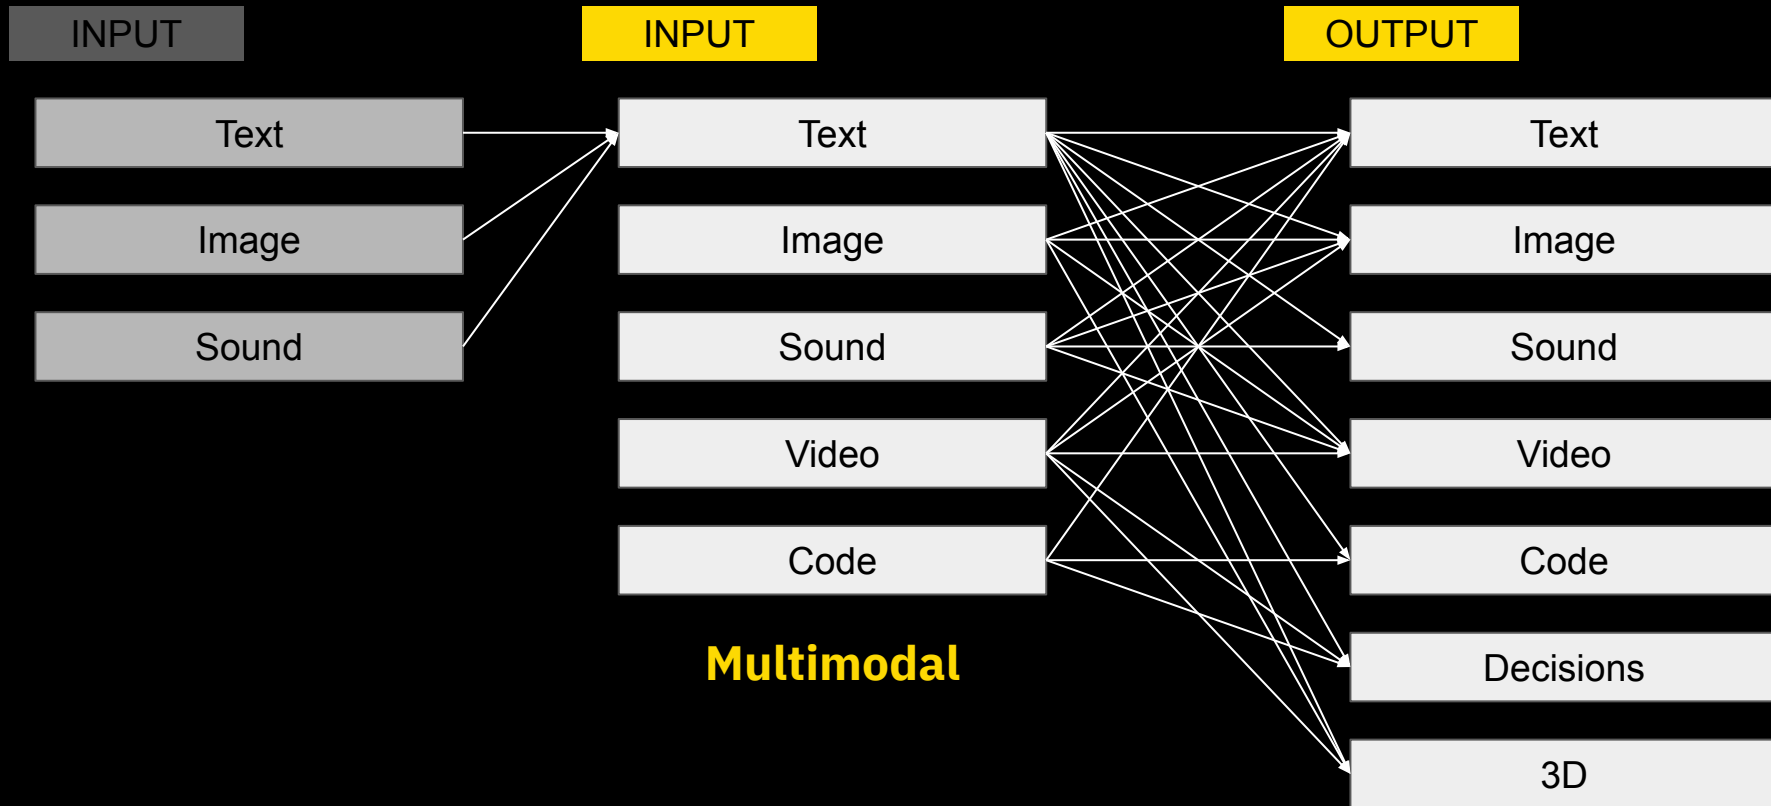 INPUT
Text
Image
Sound
INPUT
Text
Image
Sound
Video
Code
Multimodal
OUTPUT
Text
Image
Sound
Video
Code
Decisions
3D